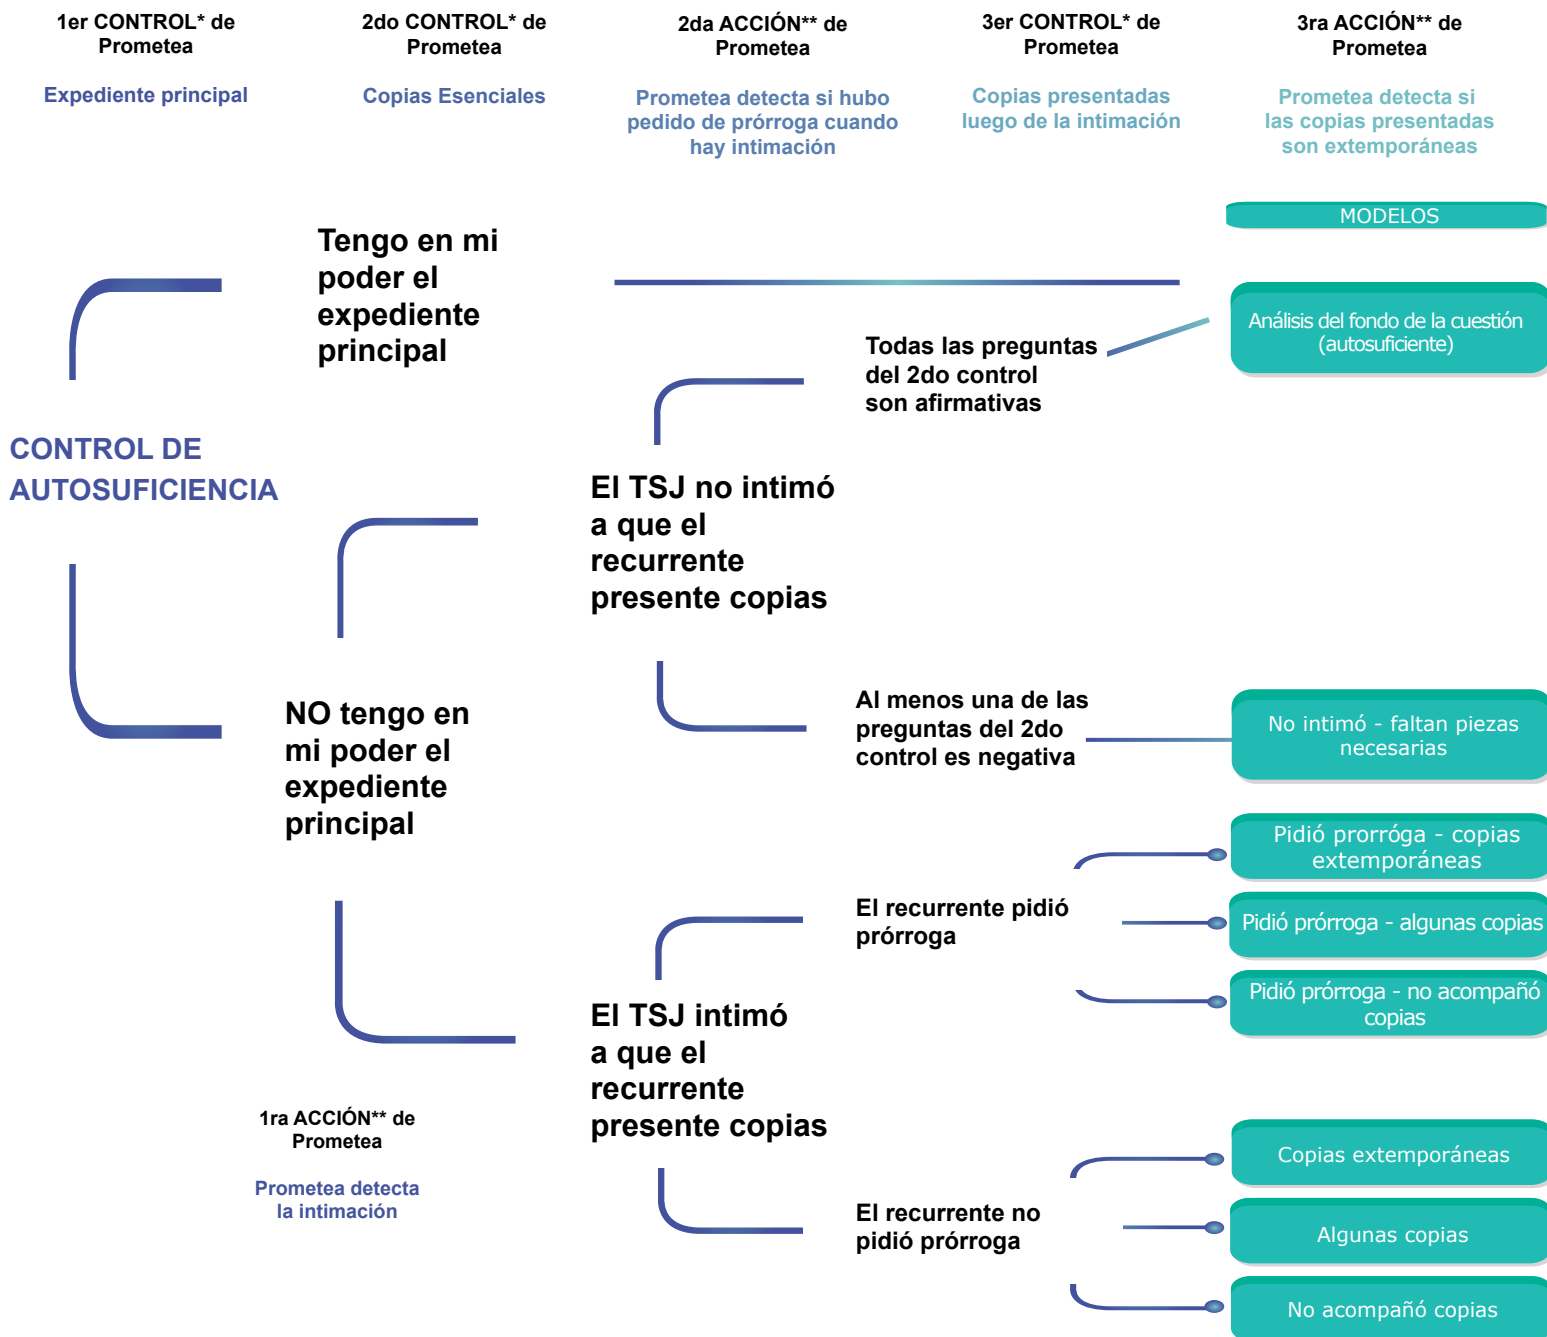 1er CONTROL* de
Prometea
Expediente principal
2do CONTROL* de
Prometea
Copias Esenciales
2da ACCIÓN** de
Prometea
Prometea detecta si hubo
pedido de prórroga cuando
hay intimación
3er CONTROL* de
Prometea
Copias presentadas
luego de la intimación
3ra ACCIÓN** de
Prometea
Prometea detecta si
las copias presentadas
son extemporáneas
MODELOS
Tengo en mi
poder el
expediente
principal
Análisis del fondo de la cuestión
(autosuficiente)
Todas las preguntas
del 2do control
son afirmativas
CONTROL DE
AUTOSUFICIENCIA
El TSJ no intimó
a que el
recurrente
presente copias
NO tengo en
mi poder el
expediente
principal
Al menos una de las
preguntas del 2do
control es negativa
No intimó - faltan piezas
necesarias
Pidió prorróga - copias
extemporáneas
El recurrente pidió
prórroga
Pidió prórroga - algunas copias
Pidió prórroga - no acompañó
copias
El TSJ intimó
a que el
recurrente
presente copias
1ra ACCIÓN** de
Prometea
Prometea detecta
la intimación
Copias extemporáneas
El recurrente no
pidió prórroga
Algunas copias
No acompañó copias